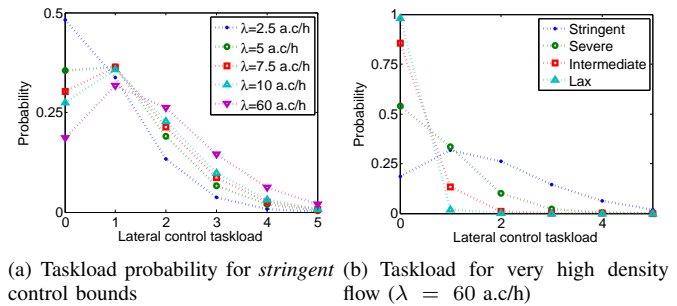 0.5
0.25
0
Probability
0 1 2 3 4 5
Lateral control taskload
λ=2.5 a.c/h
λ=5 a.c/h
λ=7.5 a.c/h
λ=10 a.c/h
λ=60 a.c/h
(a) Taskload probability for stringent
control bounds
1
0.75
0.5
0.25
0
Probability
0 2 4
Lateral control taskload
Stringent
Severe
Intermediate
Lax
(b) Taskload for very high density
flow (λ = 60 a.c/h)